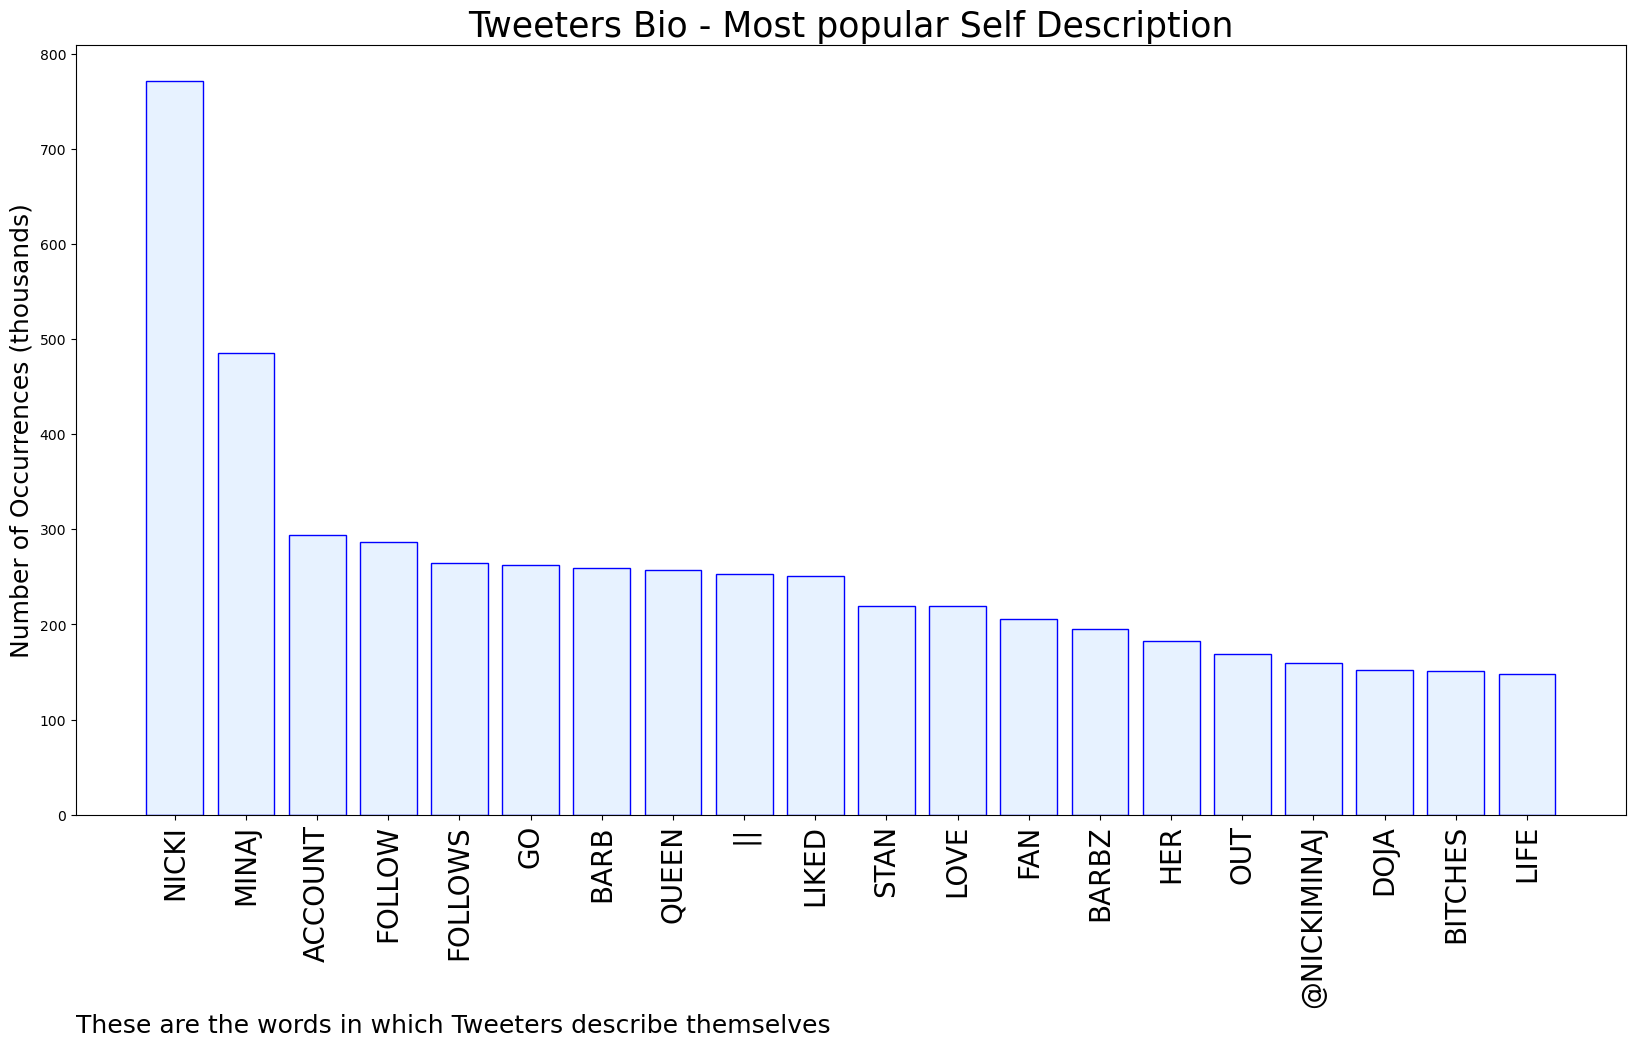 Tweeters Bio - Most popular Self Description
Number of Occurrences (thousands)
800
700
600
500
400
300
200
100
0
NICKI
MINAJ
ACCOUNT
FOLLOW
FOLLOWS
GO
BARB
QUEEN
||
LIKED
STAN
LOVE
FAN
BARBZ
HER
OUT
@NICKIMINAJ
DOJA
BITCHES
LIFE
These are the words in which Tweeters describe themselves